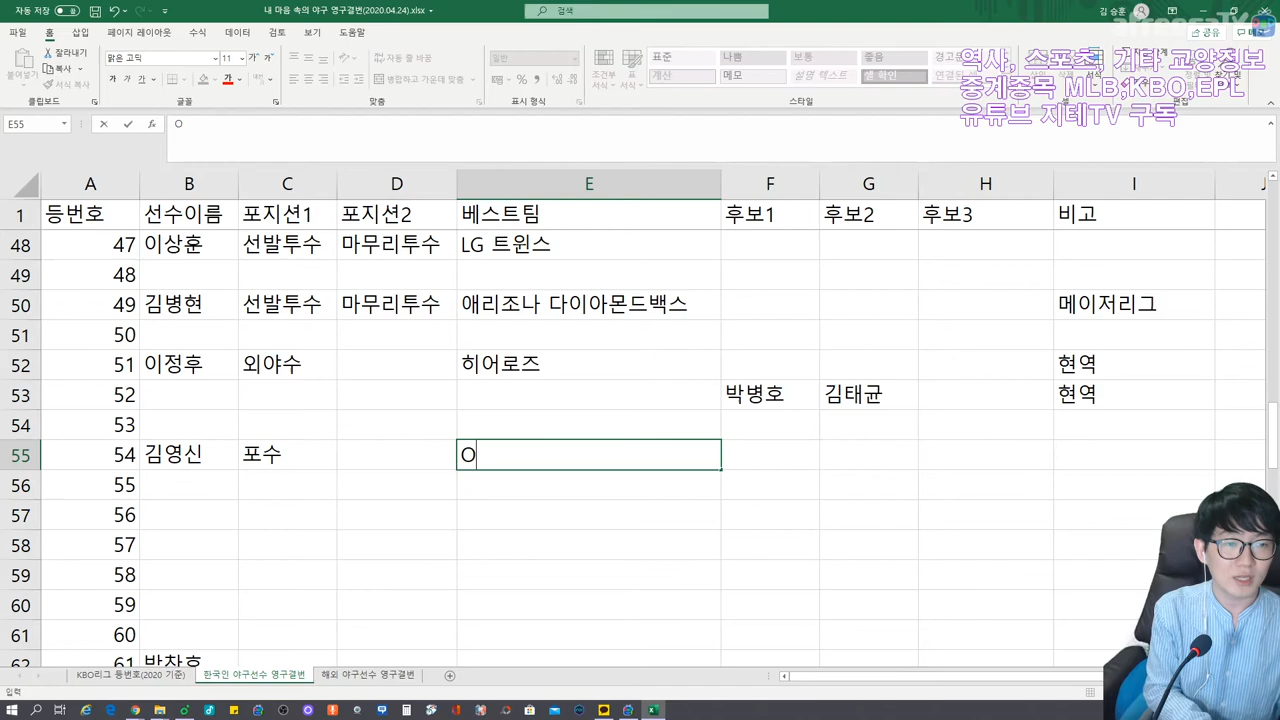 자동 저장
내 마음 속의 야구 영구결번(2020.04.24).xlsx
검색
김 승훈
afreecaTV
파일 홈 삽입 페이지 레이아웃 수식 데이터 검토 보기 도움말
공유
붙여넣기 잘라내기 복사 서식 복사
맑은 고딕 11
가 가 가
자동 줄 바꿈
병합하고 가운데 맞춤
일반
조건부 서식 표 서식
표준 나쁨 보통 좋음
계산 메모 설명 텍스트 셀 확인
클립보드 글꼴 맞춤 표시 형식 스타일 편집
역사, 스포츠, 기타 교양정보
중계종목 MLB,KBO,EPL
유튜브 지테TV 구독
E55 fx O
A B C D E F G H I
1 등번호 선수이름 포지션1 포지션2 베스트팀 후보1 후보2 후보3 비고
48 47 이상훈 선발투수 마무리투수 LG 트윈스
49 48
50 49 김병현 선발투수 마무리투수 애리조나 다이아몬드백스 메이저리그
51 50
52 51 이정후 외야수 히어로즈 현역
53 52 박병호 김태균 현역
54 53
55 54 김영신 포수 O
56 55
57 56
58 57
59 58
60 59
61 60
62 61 박찬호
KBO리그 등번호(2020 기준) 한국인 야구선수 영구결번 해외 야구선수 영구결번
입력